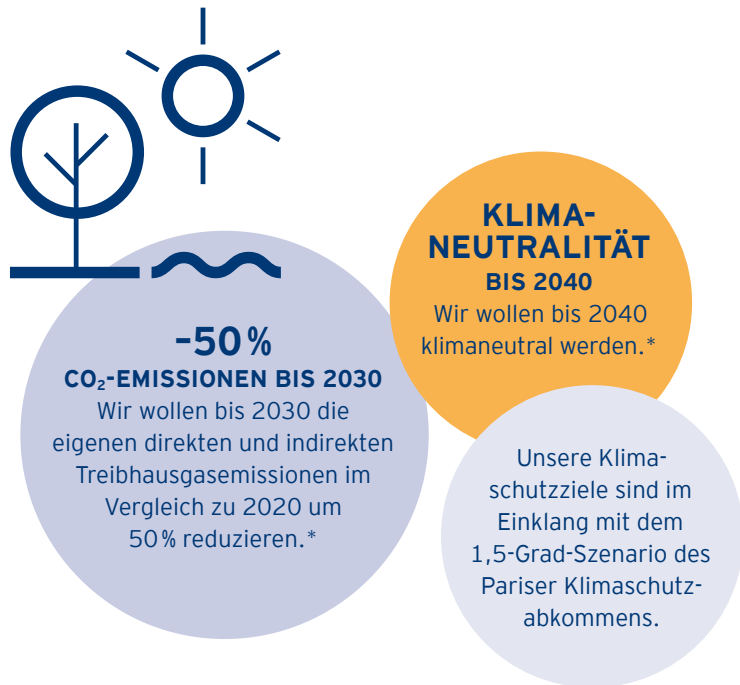 -50 %
CO₂-EMISSIONEN BIS 2030
Wir wollen bis 2030 die
eigenen direkten und indirekten
Treibhausgasemissionen im
Vergleich zu 2020 um
50 % reduzieren.*
KLIMA-
NEUTRALITÄT
BIS 2040
Wir wollen bis 2040
klimaneutral werden.*
Unsere Klima-
schutzziele sind im
Einklang mit dem
1,5-Grad-Szenario des
Pariser Klimaschutz-
abkommens.